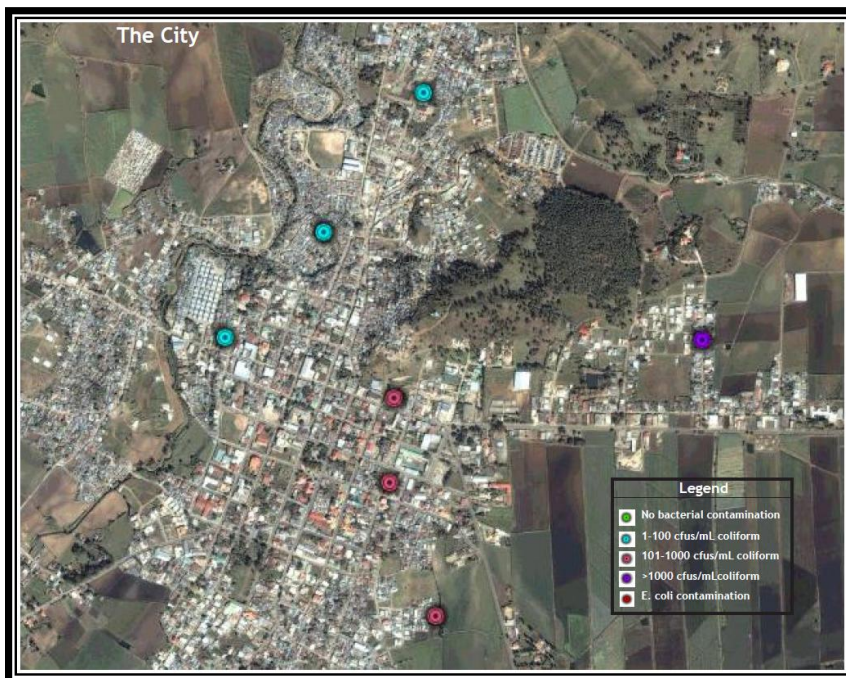 The City
Legend
No bacterial contamination
1-100 cfus/mL coliform
101-1000 cfus/mL coliform
>1000 cfus/mLcoliform
E. coli contamination